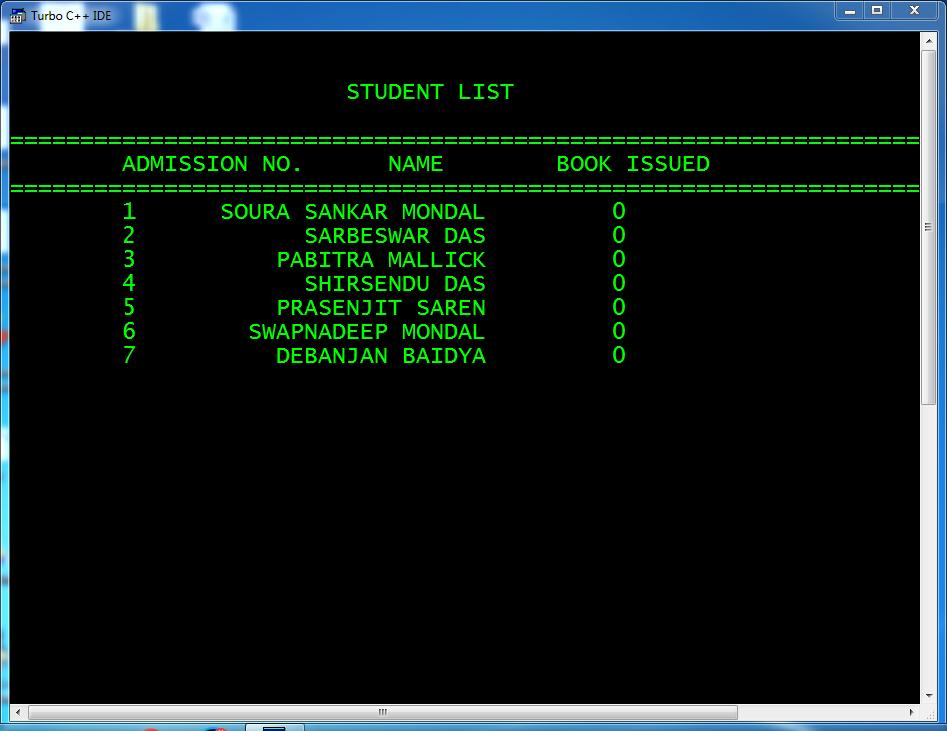 Turbo C++ IDE
STUDENT LIST
=================================================================
ADMISSION NO. NAME BOOK ISSUED
=================================================================
1 SOURA SANKAR MONDAL 0
2 SARBESWAR DAS 0
3 PABITRA MALLICK 0
4 SHIRSENDU DAS 0
5 PRASENJIT SAREN 0
6 SWAPNADEEP MONDAL 0
7 DEBANJAN BAIDYA 0